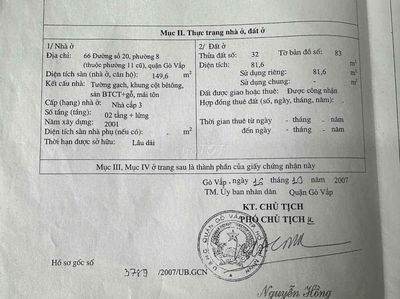 Mục II. Thực trạng nhà ở, đất ở
1/ Nhà ở
Địa chỉ: 66 Đường số 20, phường 8
(thuộc phường 11 cũ), quận Gò Vấp
Diện tích sàn (nhà ở, căn hộ): 149,6 m²
Kết cấu nhà: Tường gạch, khung cột bêtông,
sàn BTCT+gỗ, mái tôn
Cấp (hạng) nhà ở: Nhà cấp 3
Số tầng (tầng): 02 tầng + lửng
Năm xây dựng: 2001
Diện tích sàn nhà phụ (nếu có): - m²
Thời hạn được sở hữu: Lâu dài
2/ Đất ở
Thửa đất số: 32 Tờ bản đồ số: 83
Diện tích: 81,6 m²
Sử dụng riêng: 81,6 m²
Sử dụng chung: - m²
Đất được giao hoặc thuê: Được công nhận
Hợp đồng thuê đất (số, ngày, tháng, năm): -
Thời gian thuê từ ngày - tháng - năm
đến ngày - tháng - năm
Mục III, Mục IV ở trang sau là thành phần của giấy chứng nhận này
Gò Vấp, ngày 16 tháng 10 năm 2007
TM. Ủy ban nhân dân Quận Gò Vấp
KT. CHỦ TỊCH
PHÓ CHỦ TỊCH
Hồ sơ gốc số
/2007/UB.GCN
Nguyễn Hồng